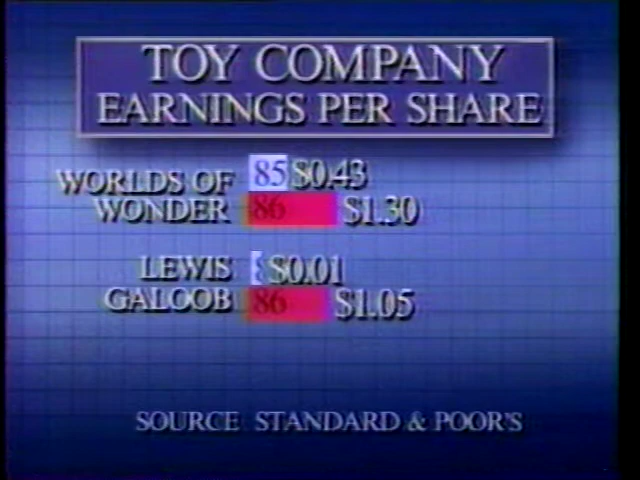 TOY COMPANY
EARNINGS PER SHARE
WORLDS OF WONDER
85 $0.43
86 $1.30
LEWIS GALOOB
$0.01
86 $1.05
SOURCE STANDARD & POOR'S